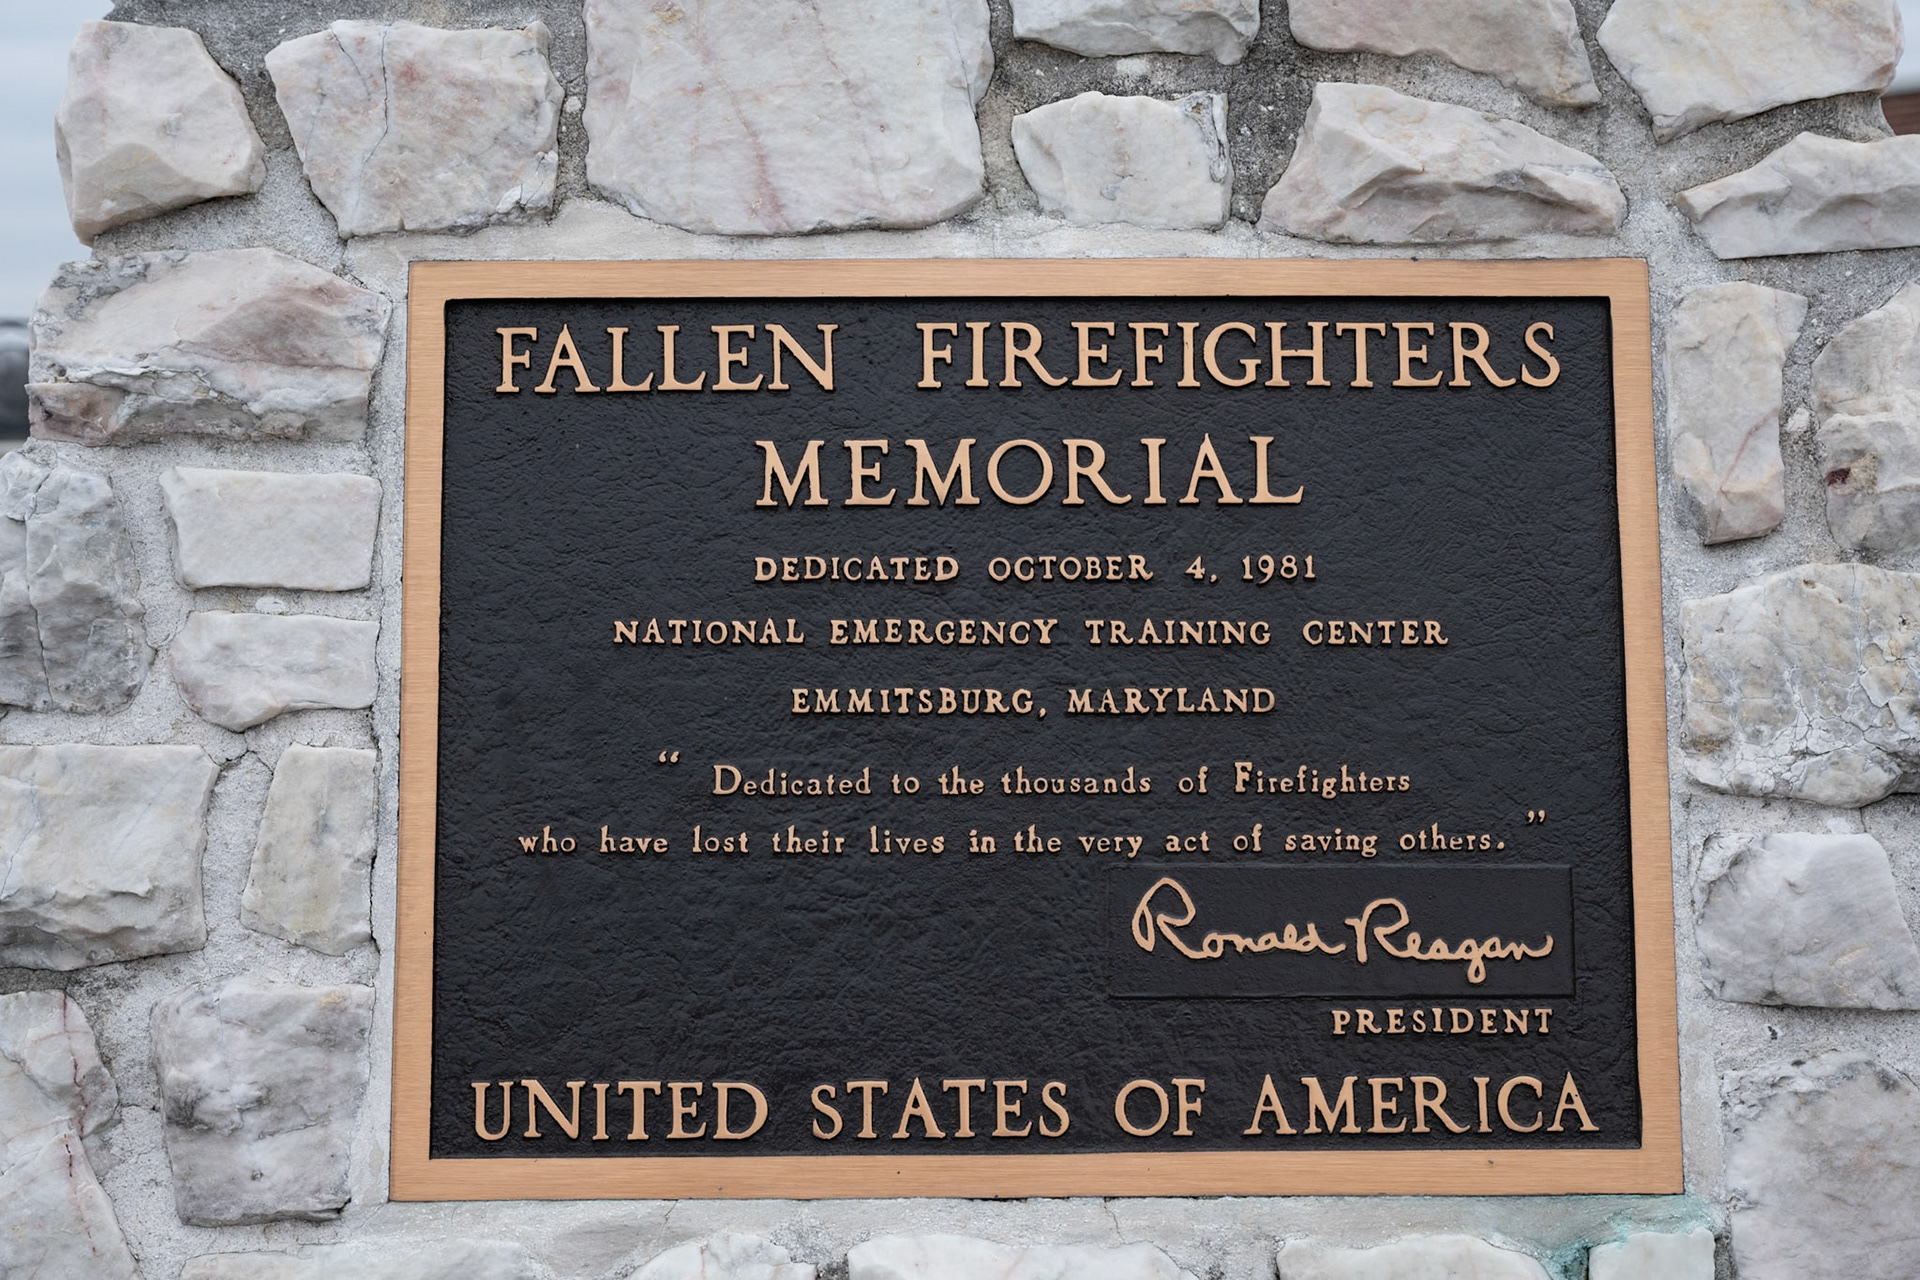 FALLEN FIREFIGHTERS
MEMORIAL
DEDICATED OCTOBER 4, 1981
NATIONAL EMERGENCY TRAINING CENTER
EMMITSBURG, MARYLAND
“ Dedicated to the thousands of Firefighters
who have lost their lives in the very act of saving others. ”
Ronald Reagan
PRESIDENT
UNITED STATES OF AMERICA